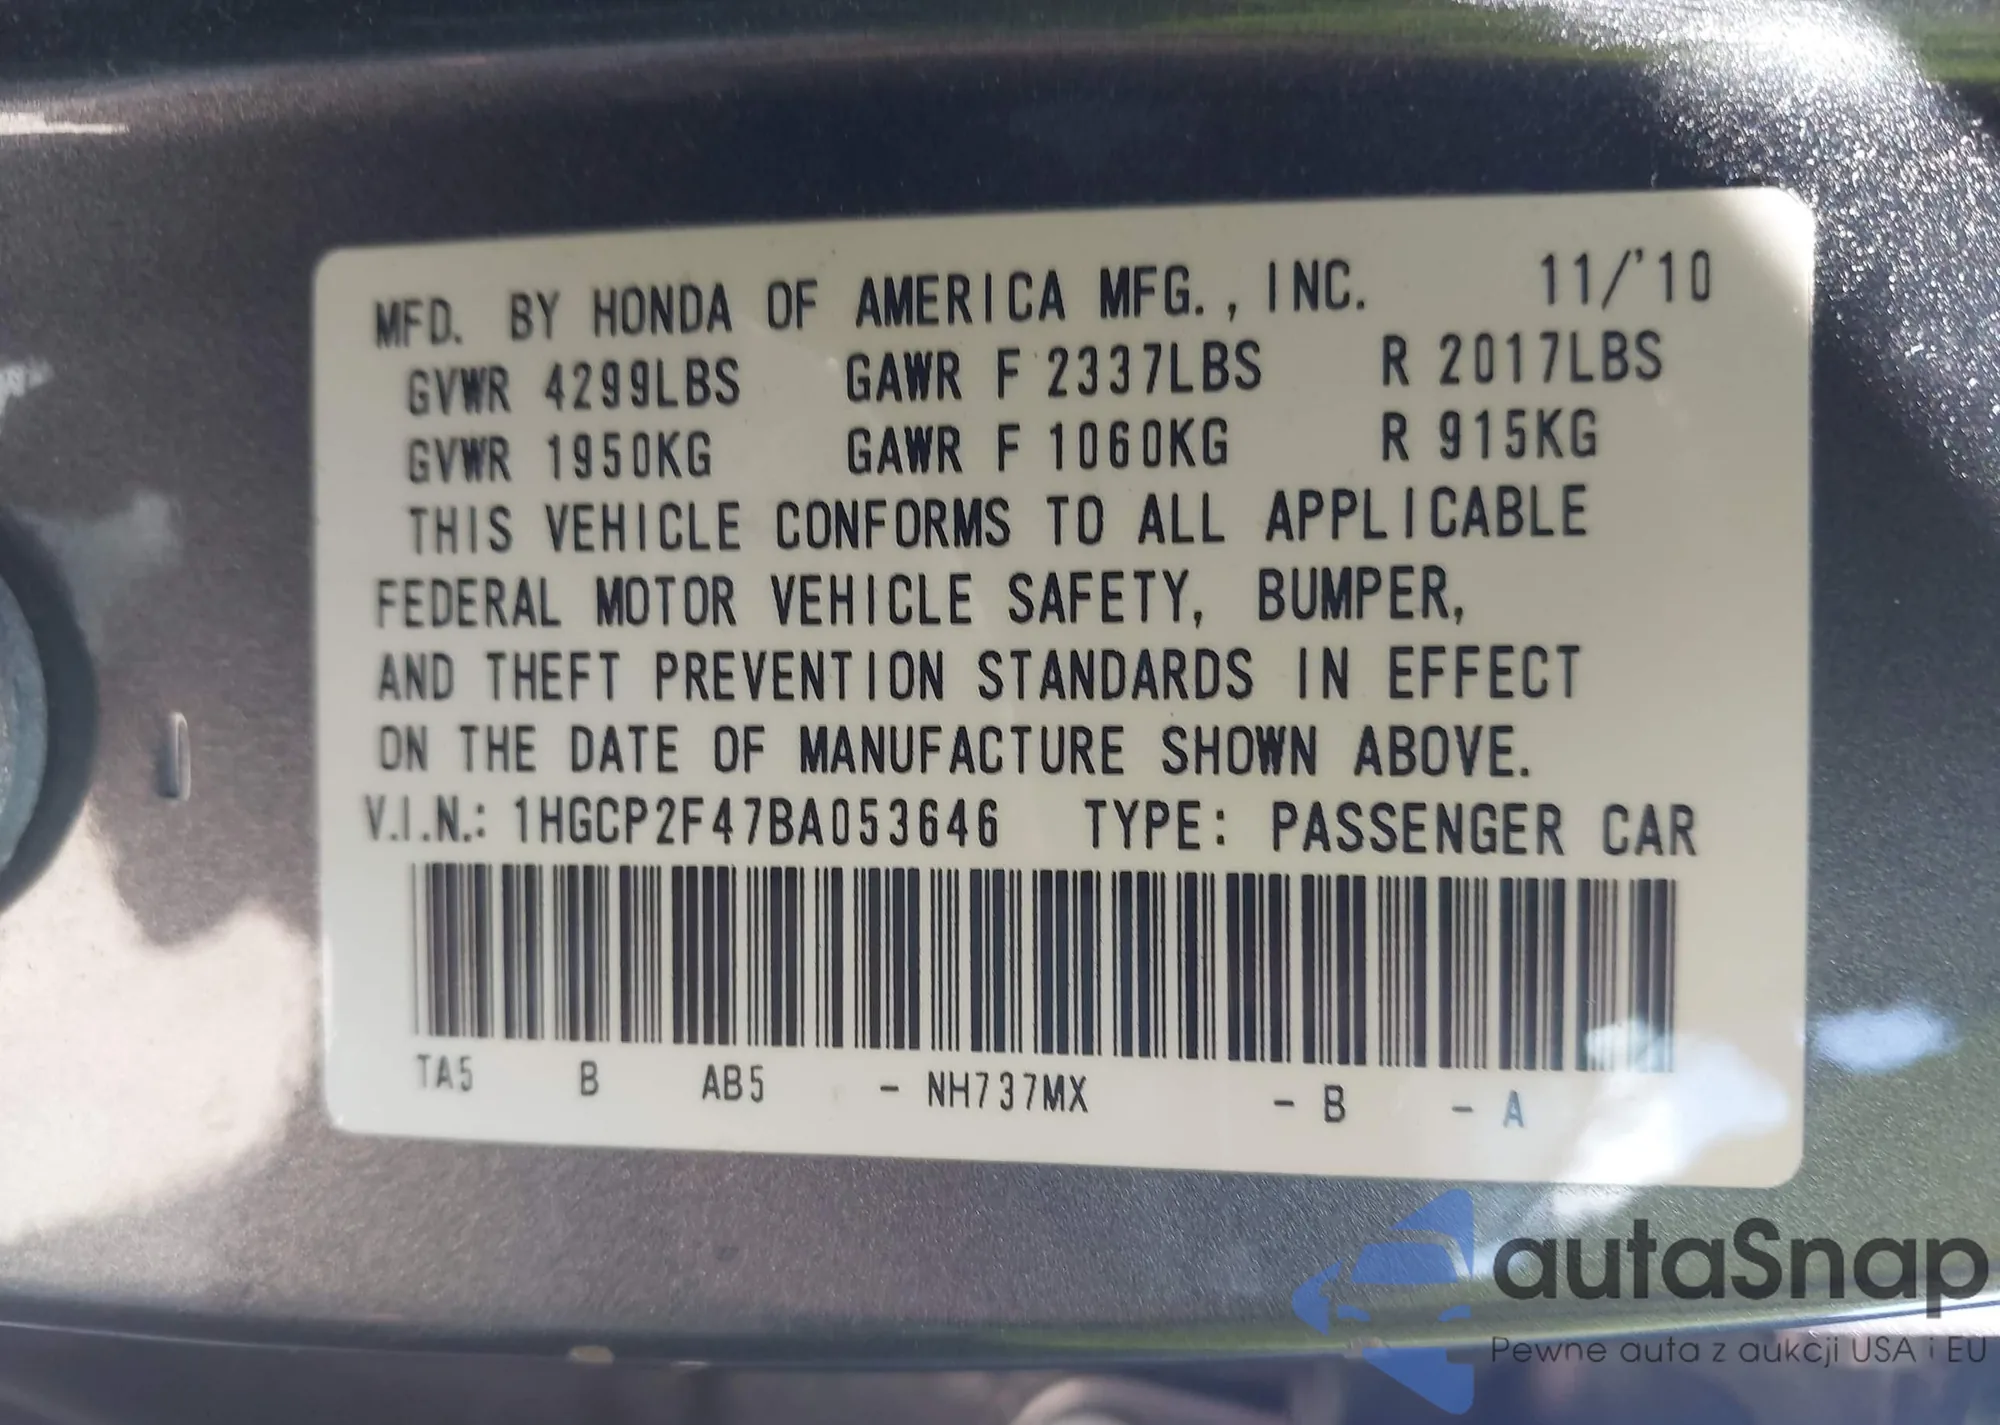 MFD. BY HONDA OF AMERICA MFG., INC. 11/'10
GVWR 4299LBS GAWR F 2337LBS R 2017LBS
GVWR 1950KG GAWR F 1060KG R 915KG
THIS VEHICLE CONFORMS TO ALL APPLICABLE
FEDERAL MOTOR VEHICLE SAFETY, BUMPER,
AND THEFT PREVENTION STANDARDS IN EFFECT
ON THE DATE OF MANUFACTURE SHOWN ABOVE.
V.I.N.: 1HGCP2F47BA053646 TYPE: PASSENGER CAR
TA5 B AB5 - NH737MX - B - A
autaSnap
Pewne auta z aukcji USA i EU